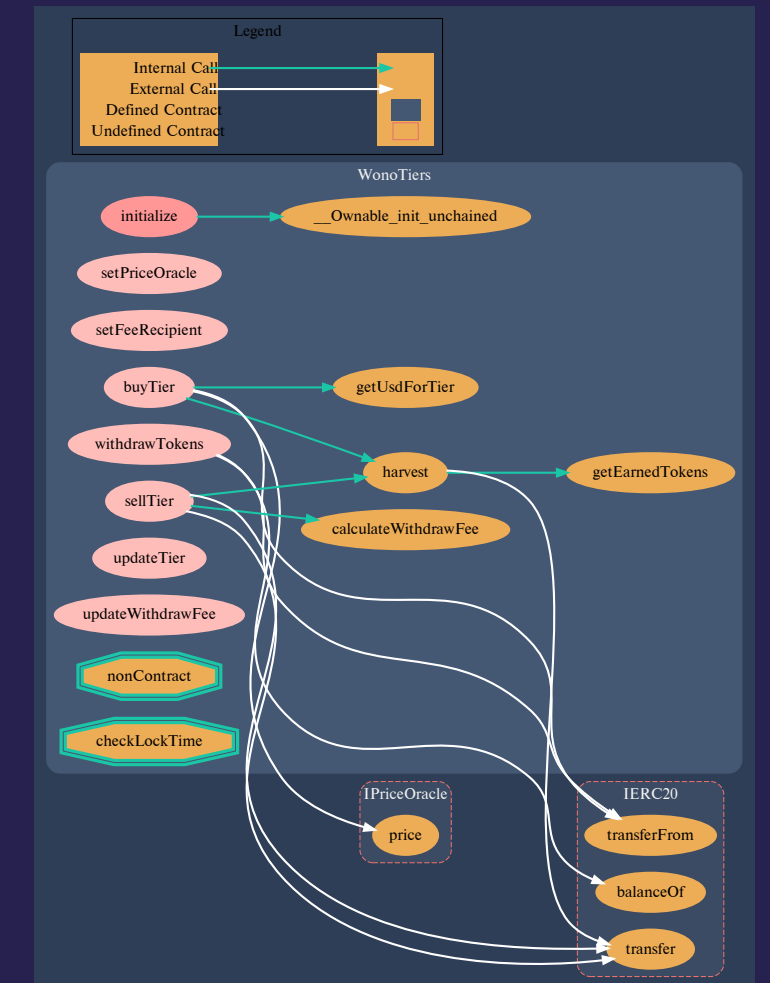 Legend
Internal Call
External Call
Defined Contract
Undefined Contract
WonoTiers
initialize
__Ownable_init_unchained
setPriceOracle
setFeeRecipient
buyTier
getUsdForTier
withdrawTokens
harvest
getEarnedTokens
sellTier
calculateWithdrawFee
updateTier
updateWithdrawFee
nonContract
checkLockTime
IPriceOracle
IERC20
price
transferFrom
balanceOf
transfer